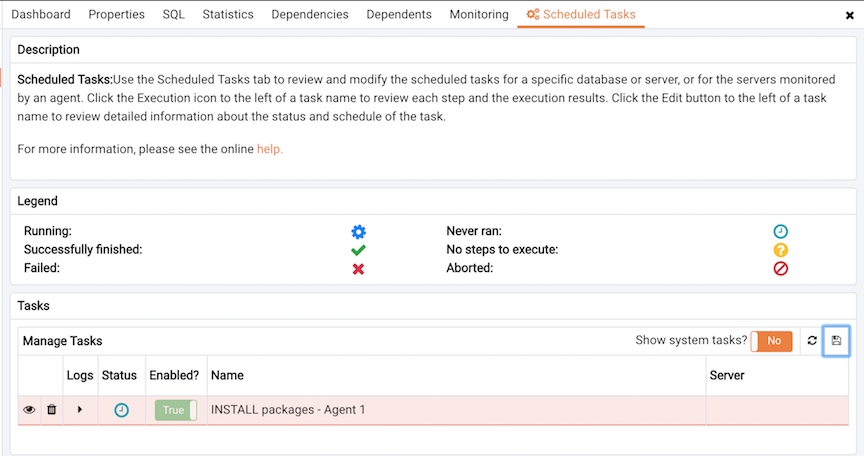 Dashboard Properties SQL Statistics Dependencies Dependents Monitoring Scheduled Tasks
Description
Scheduled Tasks:Use the Scheduled Tasks tab to review and modify the scheduled tasks for a specific database or server, or for the servers monitored
by an agent. Click the Execution icon to the left of a task name to review each step and the execution results. Click the Edit button to the left of a task
name to review detailed information about the status and schedule of the task.
For more information, please see the online help.
Legend
Running: Never ran:
Successfully finished: No steps to execute:
Failed: Aborted:
Tasks
Manage Tasks Show system tasks? No
Logs Status Enabled? Name Server
True INSTALL packages - Agent 1